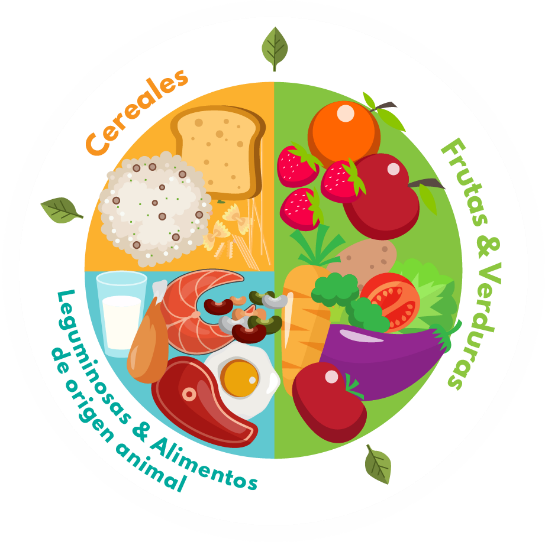 Cereales
Frutas & Verduras
Leguminosas & Alimentos
de origen animal